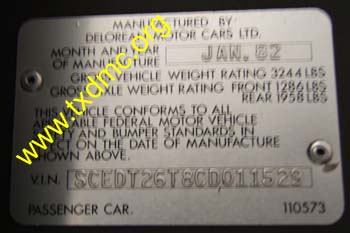 MANUFACTURED BY
DELOREAN MOTOR CARS LTD.
MONTH AND YEAR JAN. 82
OF MANUFACTURE
GROSS VEHICLE WEIGHT RATING 3244 LBS
GROSS AXLE WEIGHT RATING FRONT 1286 LBS
REAR 1958 LBS
THIS VEHICLE CONFORMS TO ALL
APPLICABLE FEDERAL MOTOR VEHICLE
SAFETY AND BUMPER STANDARDS IN
EFFECT ON THE DATE OF MANUFACTURE
SHOWN ABOVE.
V.I.N. SCEDT26T8CD011529
PASSENGER CAR. 110573
www.txdmc.org